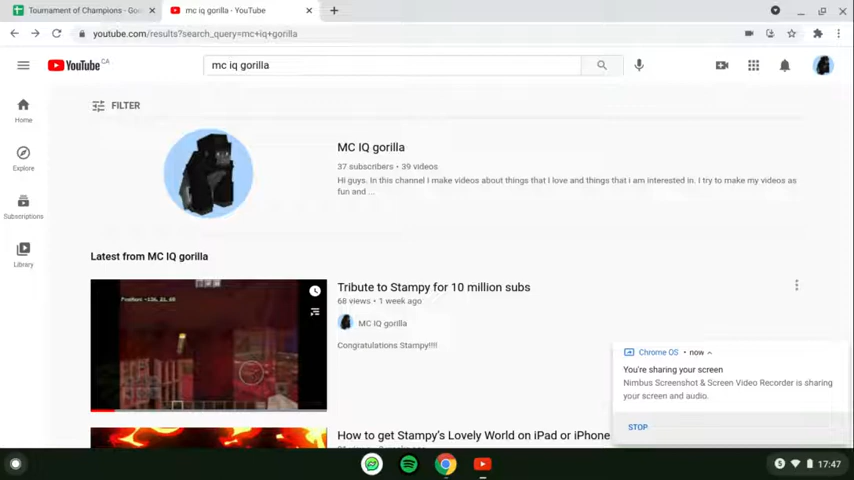 Tournament of Champions - Goo
mc iq gorilla - YouTube
youtube.com/results?search_query=mc+iq+gorilla
YouTube CA
mc iq gorilla
FILTER
Home
Explore
Subscriptions
Library
MC IQ gorilla
37 subscribers • 39 videos
HI guys. In this channel I make videos about things that I love and things that i am interested in. I try to make my videos as
fun and ...
Latest from MC IQ gorilla
Tribute to Stampy for 10 million subs
68 views • 1 week ago
MC IQ gorilla
Congratulations Stampy!!!!
How to get Stampy's Lovely World on iPad or iPhone
Chrome OS • now
You're sharing your screen
Nimbus Screenshot & Screen Video Recorder is sharing
your screen and audio.
STOP
17:47